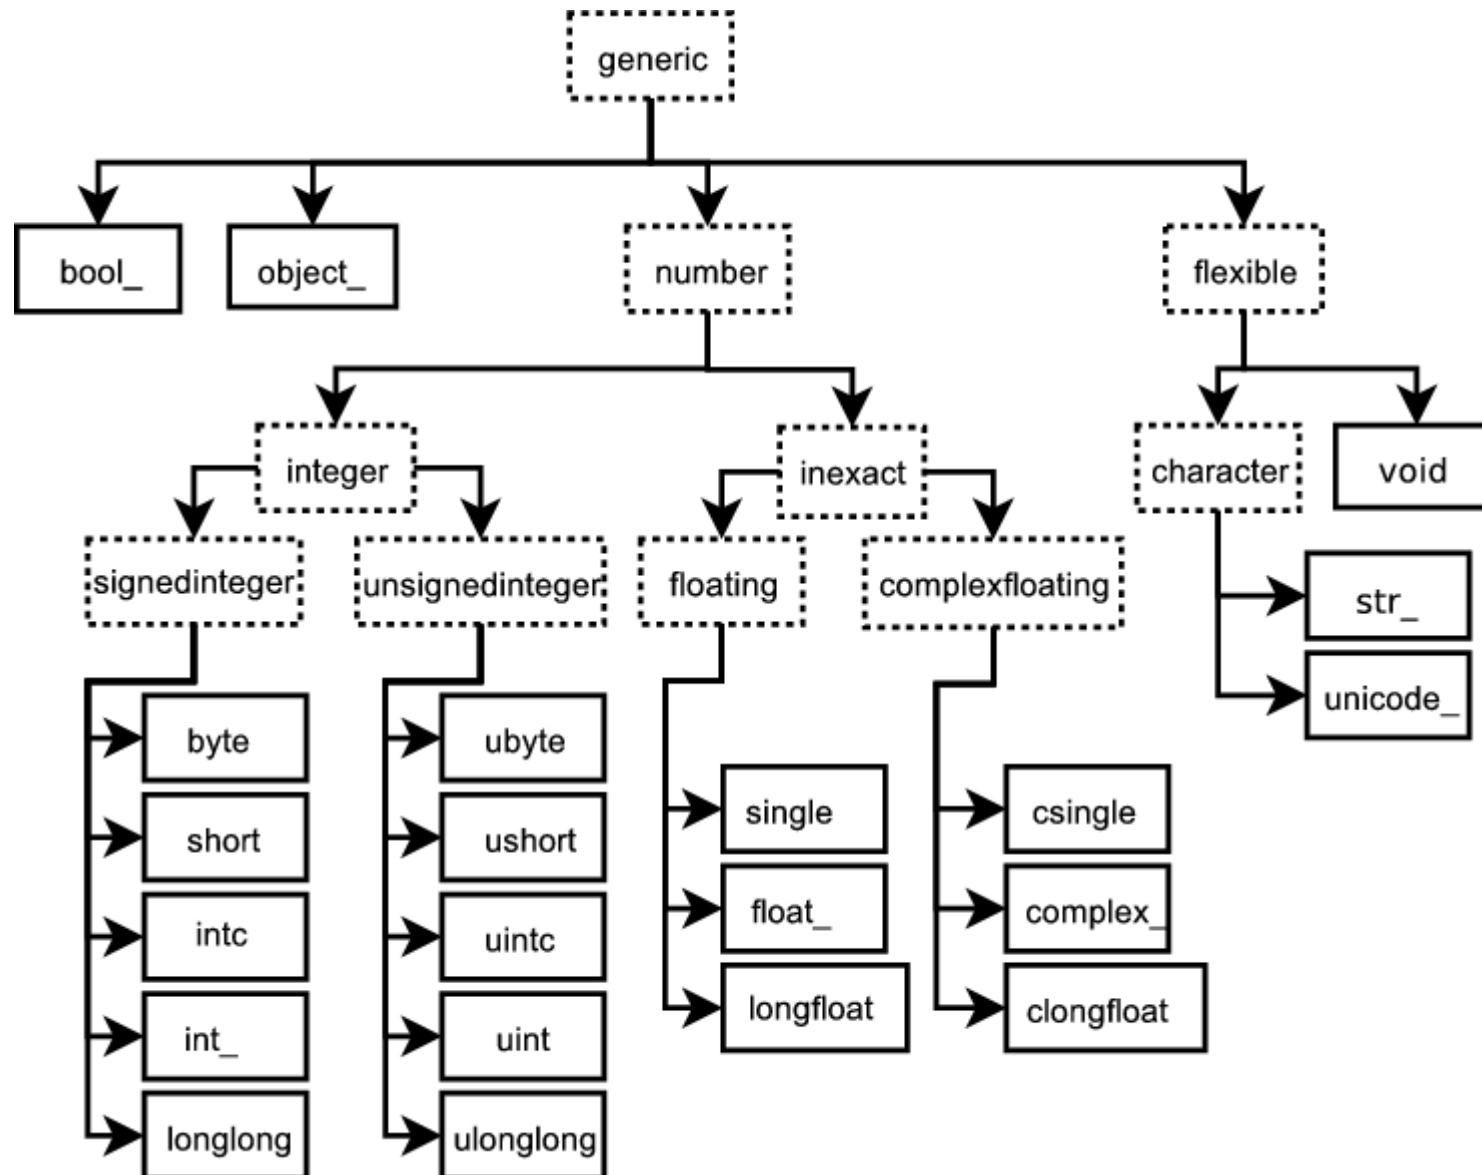 generic
bool_
object_
number
flexible
integer
inexact
character
void
signedinteger
unsignedinteger
floating
complexfloating
str_
unicode_
byte
ubyte
short
ushort
intc
uintc
int_
uint
longlong
ulonglong
single
csingle
float_
complex_
longfloat
clongfloat